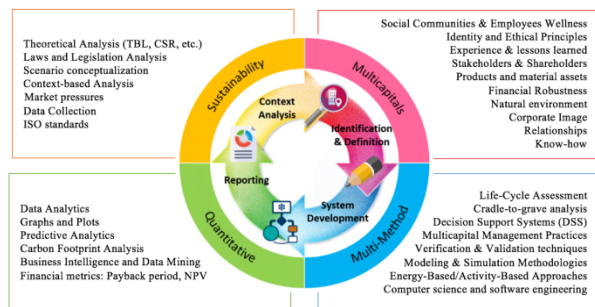 Theoretical Analysis (TBL, CSR, etc.)
Laws and Legislation Analysis
Scenario conceptualization
Context-based Analysis
Market pressures
Data Collection
ISO standards
Social Communities & Employees Wellness
Identity and Ethical Principles
Experience & lessons learned
Stakeholders & Shareholders
Products and material assets
Financial Robustness
Natural environment
Corporate Image
Relationships
Know-how
Sustainability
Multicapitals
Context
Analysis
Identification
& Definition
Reporting
System
Development
Quantitative
Multi-Method
Data Analytics
Graphs and Plots
Predictive Analytics
Carbon Footprint Analysis
Business Intelligence and Data Mining
Financial metrics: Payback period, NPV
Life-Cycle Assessment
Cradle-to-grave analysis
Decision Support Systems (DSS)
Multicapital Management Practices
Verification & Validation techniques
Modeling & Simulation Methodologies
Energy-Based/Activity-Based Approaches
Computer science and software engineering